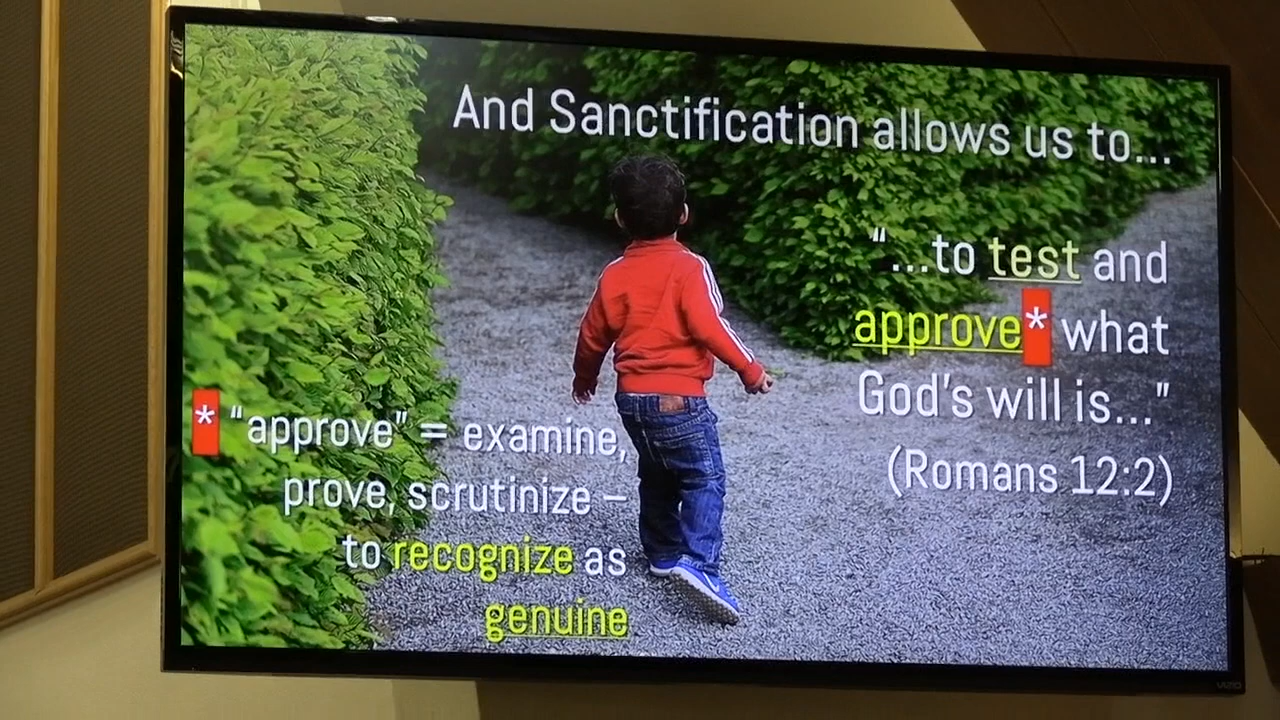 And Sanctification allows us to...
"...to test and
approve* what
God's will is..."
(Romans 12:2)
* "approve" = examine,
prove, scrutinize –
to recognize as
genuine
VIZIO